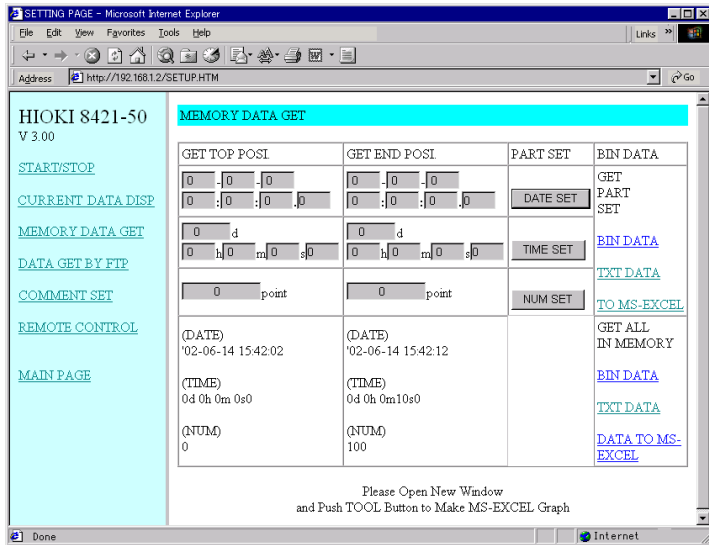 SETTING PAGE - Microsoft Internet Explorer
File Edit View Favorites Tools Help
Links »
Address http://192.168.1.2/SETUP.HTM
Go
HIOKI 8421-50
V 3.00
START/STOP
CURRENT DATA DISP
MEMORY DATA GET
DATA GET BY FTP
COMMENT SET
REMOTE CONTROL
MAIN PAGE
MEMORY DATA GET
GET TOP POSI. GET END POSI. PART SET BIN DATA
0 - 0 - 0 0 - 0 - 0
0 : 0 : 0 . 0 0 : 0 : 0 . 0
DATE SET
0 d 0 d
0 h 0 m 0 s 0 0 h 0 m 0 s 0
TIME SET
0 point 0 point
NUM SET
GET
PART
SET
BIN DATA
TXT DATA
TO MS-EXCEL
(DATE) (DATE)
'02-06-14 15:42:02 '02-06-14 15:42:12
(TIME) (TIME)
0d 0h 0m 0s0 0d 0h 0m10s0
(NUM) (NUM)
0 100
GET ALL
IN MEMORY
BIN DATA
TXT DATA
DATA TO MS-
EXCEL
Please Open New Window
and Push TOOL Button to Make MS-EXCEL Graph
Done Internet